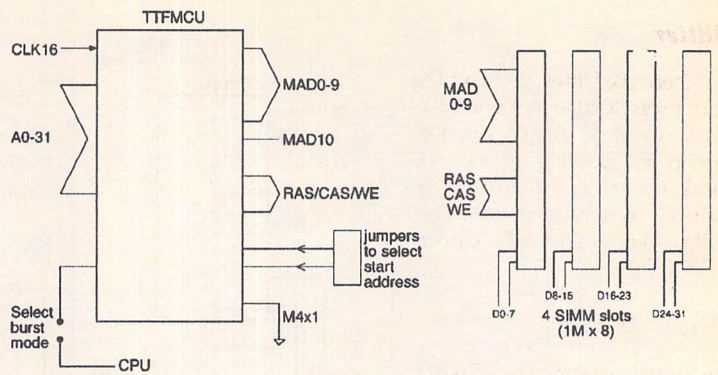 TTFMCU
CLK16
A0-31
MAD0-9
MAD10
RAS/CAS/WE
jumpers
to select
start
address
M4x1
Select
burst
mode
CPU
MAD
0-9
RAS
CAS
WE
D0-7
D8-15
D16-23
D24-31
4 SIMM slots
(1M x 8)